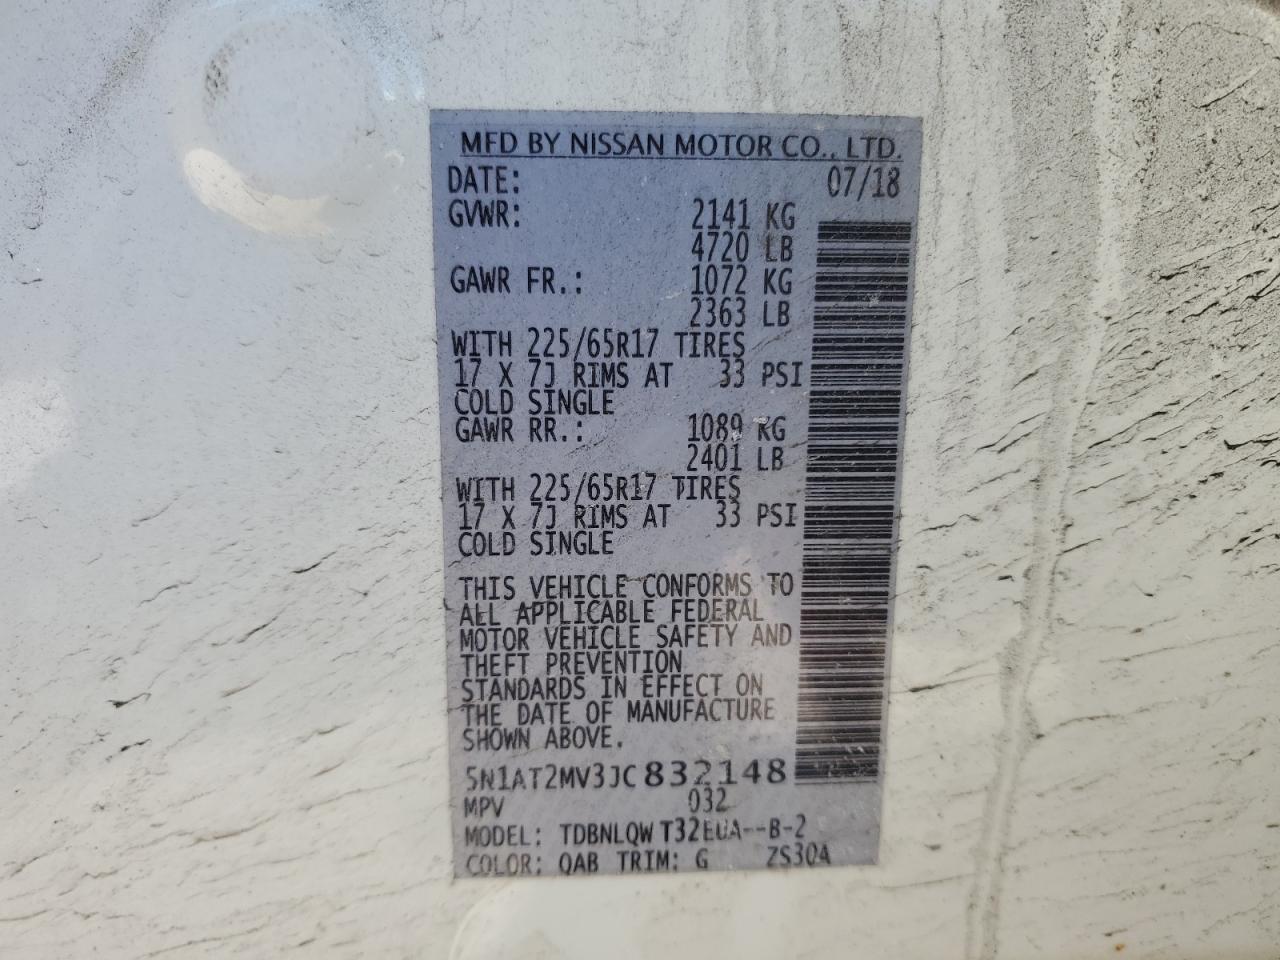 MFD BY NISSAN MOTOR CO., LTD.
DATE: 07/18
GVWR: 2141 KG
4720 LB
GAWR FR.: 1072 KG
2363 LB
WITH 225/65R17 TIRES
17 X 7J RIMS AT 33 PSI
COLD SINGLE
GAWR RR.: 1089 KG
2401 LB
WITH 225/65R17 TIRES
17 X 7J RIMS AT 33 PSI
COLD SINGLE
THIS VEHICLE CONFORMS TO
ALL APPLICABLE FEDERAL
MOTOR VEHICLE SAFETY AND
THEFT PREVENTION
STANDARDS IN EFFECT ON
THE DATE OF MANUFACTURE
SHOWN ABOVE.
5N1AT2MV3JC832148
MPV 032
MODEL: TDBNLQW T32EUA--B-2
COLOR: QAB TRIM: G ZS30A